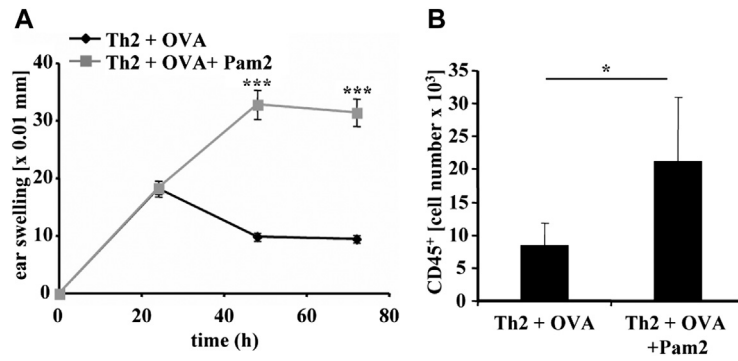 A
Th2 + OVA
Th2 + OVA+ Pam2
ear swelling [x 0.01 mm]
40
30
20
10
0
***
***
0
20
40
60
80
time (h)
B
CD45+ [cell number x 10³]
35
30
25
20
15
10
5
0
*
Th2 + OVA
Th2 + OVA
+Pam2